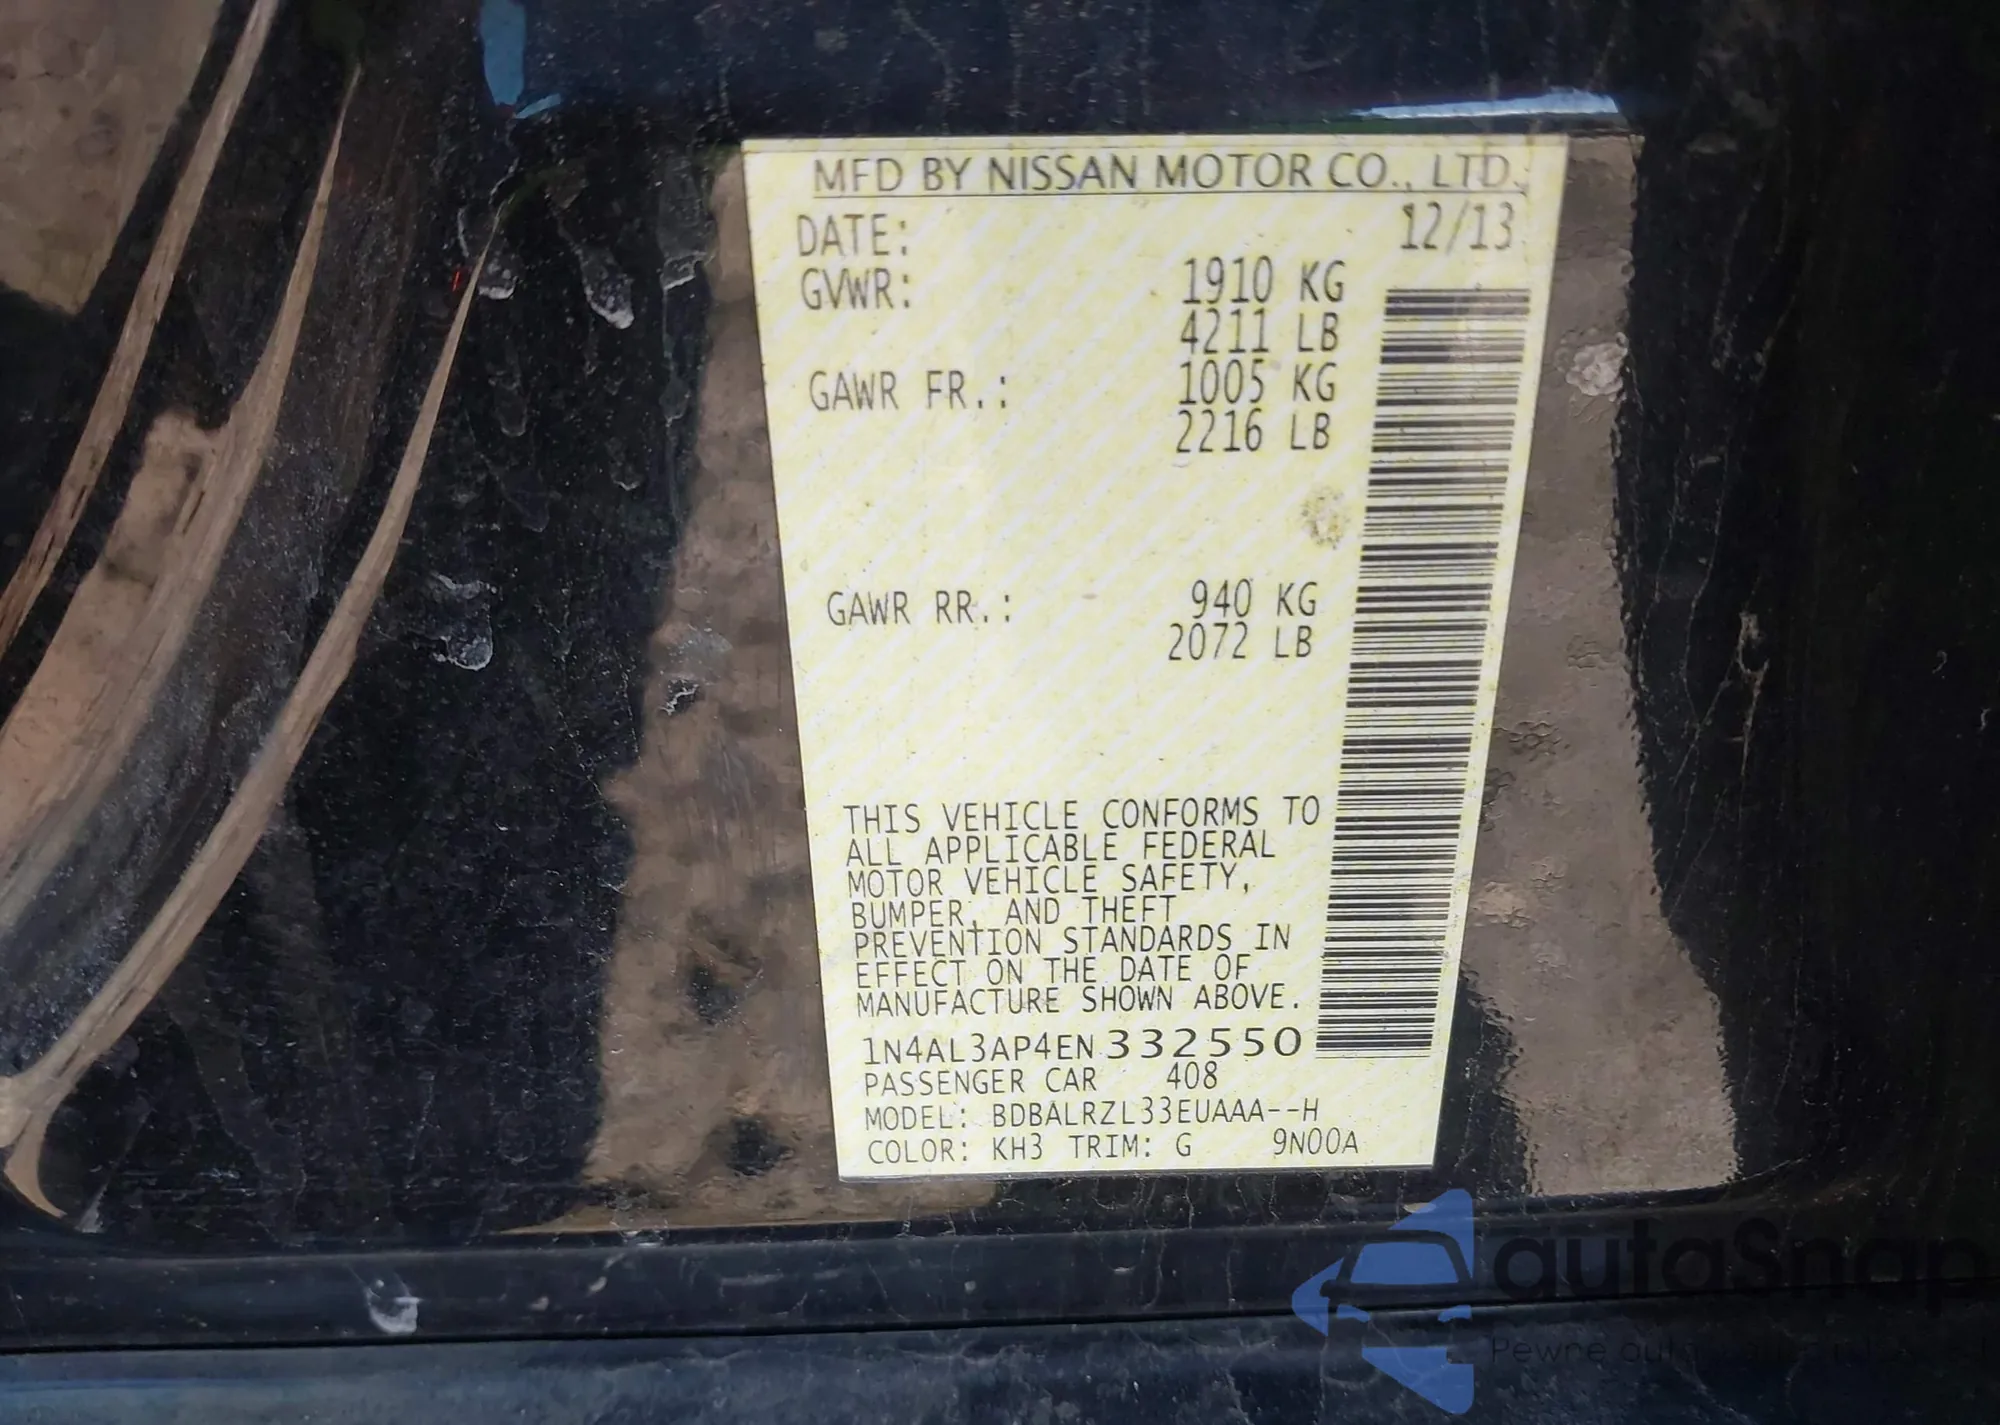 MFD BY NISSAN MOTOR CO., LTD.
DATE: 12/13
GVWR: 1910 KG
4211 LB
GAWR FR.: 1005 KG
2216 LB
GAWR RR.: 940 KG
2072 LB
THIS VEHICLE CONFORMS TO
ALL APPLICABLE FEDERAL
MOTOR VEHICLE SAFETY,
BUMPER, AND THEFT
PREVENTION STANDARDS IN
EFFECT ON THE DATE OF
MANUFACTURE SHOWN ABOVE.
1N4AL3AP4EN332550
PASSENGER CAR 408
MODEL: BDBALRZL33EUAAA--H
COLOR: KH3 TRIM: G 9N00A
autaSnap
Pewne auta